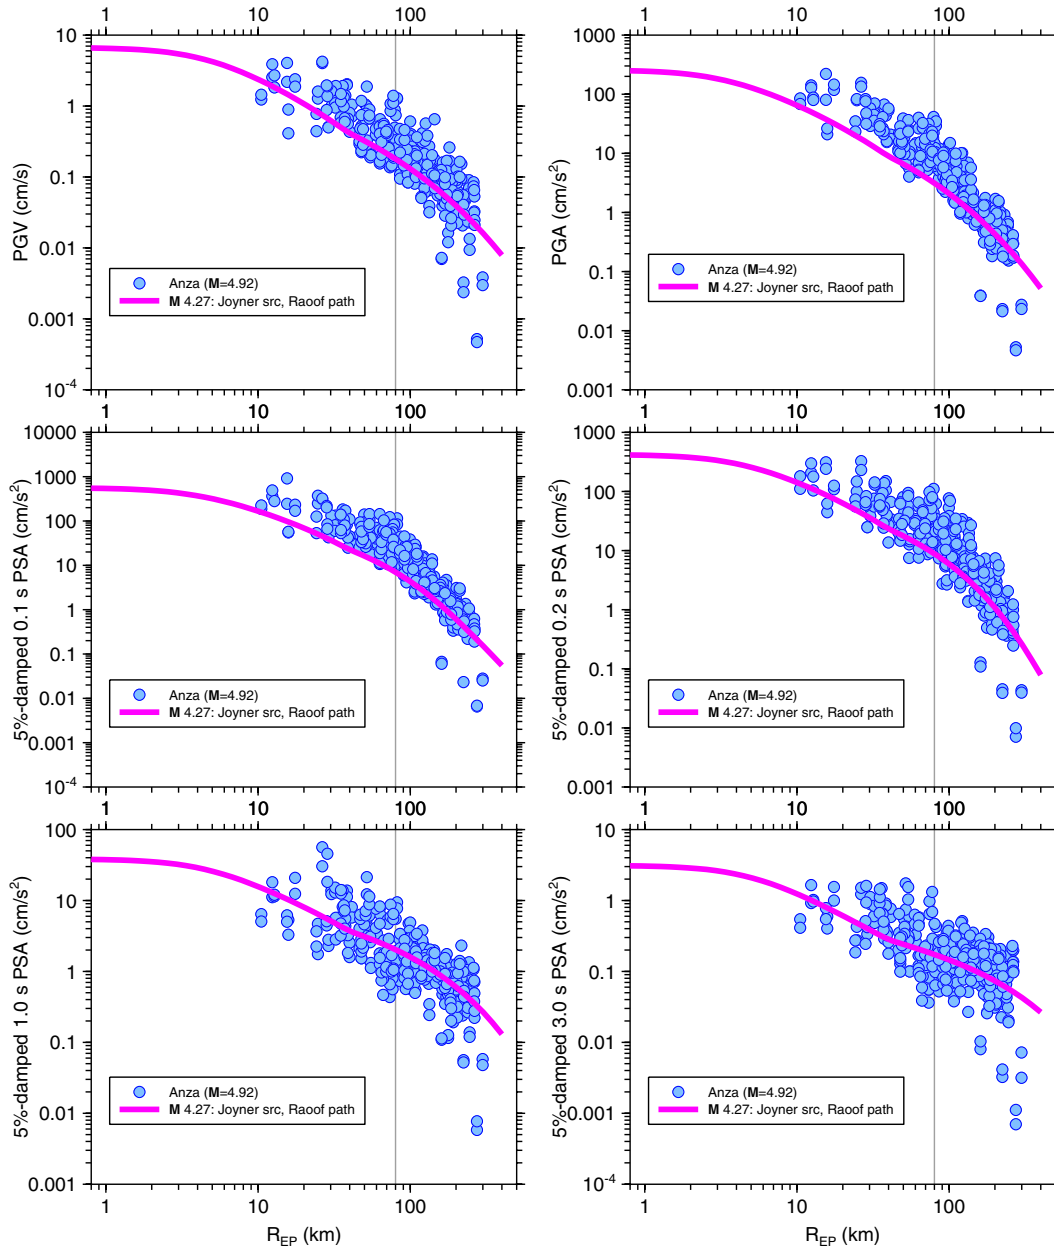 1 10 100 1 10 100
10
1
0.1
0.01
0.001
10⁻⁴
PGV (cm/s)
Anza (M=4.92)
M 4.27: Joyner src, Raoof path
1 10 100
1000
100
10
1
0.1
0.01
0.001
PGA (cm/s²)
Anza (M=4.92)
M 4.27: Joyner src, Raoof path
1 10 100
10000
1000
100
10
1
0.1
0.01
0.001
10⁻⁴
5%-damped 0.1 s PSA (cm/s²)
Anza (M=4.92)
M 4.27: Joyner src, Raoof path
1 10 100
1000
100
10
1
0.1
0.01
0.001
5%-damped 0.2 s PSA (cm/s²)
Anza (M=4.92)
M 4.27: Joyner src, Raoof path
1 10 100
100
10
1
0.1
0.01
0.001
5%-damped 1.0 s PSA (cm/s²)
Anza (M=4.92)
M 4.27: Joyner src, Raoof path
1 10 100
R_EP (km)
10
1
0.1
0.01
0.001
10⁻⁴
5%-damped 3.0 s PSA (cm/s²)
Anza (M=4.92)
M 4.27: Joyner src, Raoof path
1 10 100
R_EP (km)